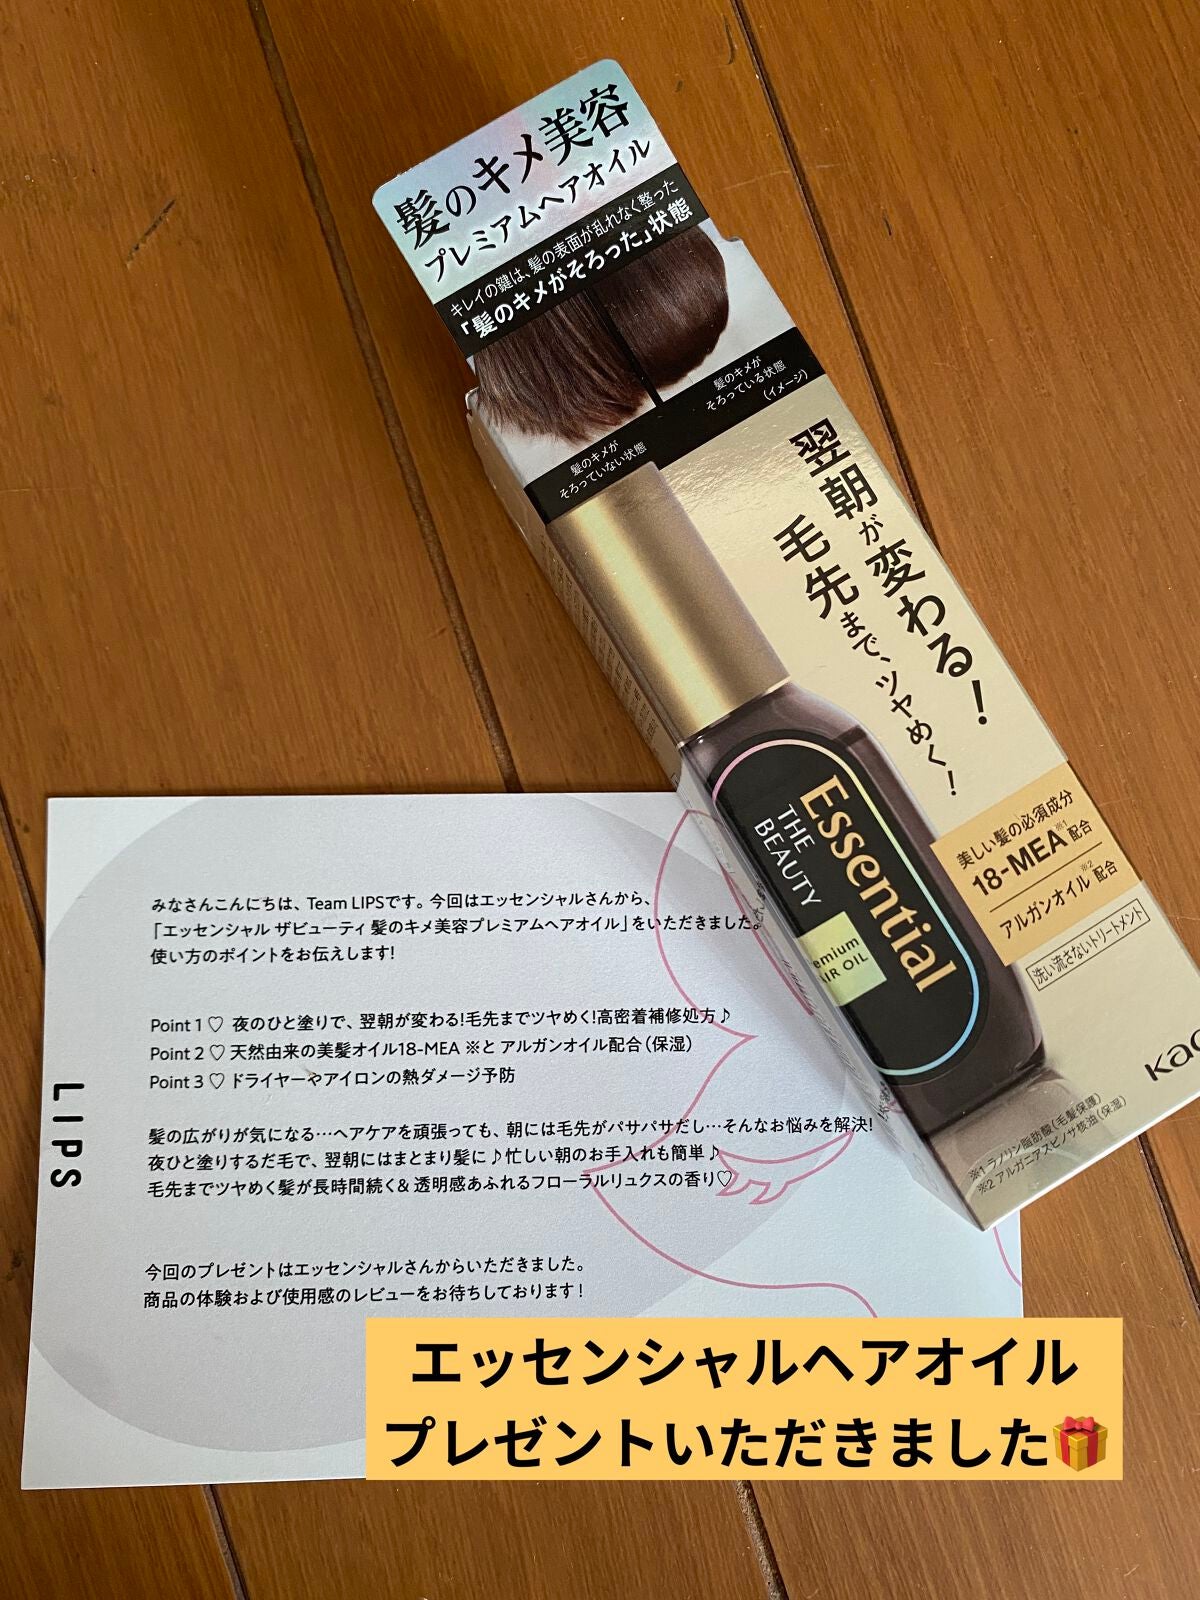 髪のキメ美容
プレミアムヘアオイル
キレイの鍵は、髪の表面が乱れなく整った
「髪のキメがそろった」状態
髪のキメが
そろっている状態
(イメージ)
髪のキメが
そろっていない状態
翌朝が変わる!
毛先まで、ツヤめく!
Essential
THE
BEAUTY
emium
AIR OIL
美しい髪の必須成分
18-MEA※1配合
アルガンオイル※2配合
洗い流さないトリートメント
Kao
※1 ラノリン脂肪酸(毛髪保護)
※2 アルガニアスピノサ核油(保湿)
みなさんこんにちは、Team LIPSです。今回はエッセンシャルさんから、
「エッセンシャル ザビューティ 髪のキメ美容プレミアムヘアオイル」をいただきました。
使い方のポイントをお伝えします!
Point 1 ♡ 夜のひと塗りで、翌朝が変わる!毛先までツヤめく!高密着補修処方♪
Point 2 ♡ 天然由来の美髪オイル18-MEA ※と アルガンオイル配合(保湿)
Point 3 ♡ ドライヤーやアイロンの熱ダメージ予防
髪の広がりが気になる…ヘアケアを頑張っても、朝には毛先がパサパサだし…そんなお悩みを解決!
夜ひと塗りするだ毛で、翌朝にはまとまり髪に♪忙しい朝のお手入れも簡単♪
毛先までツヤめく髪が長時間続く& 透明感あふれるフローラルリュクスの香り♡
今回のプレゼントはエッセンシャルさんからいただきました。
商品の体験および使用感のレビューをお待ちしております!
LIPS
エッセンシャルヘアオイル
プレゼントいただきました🎁